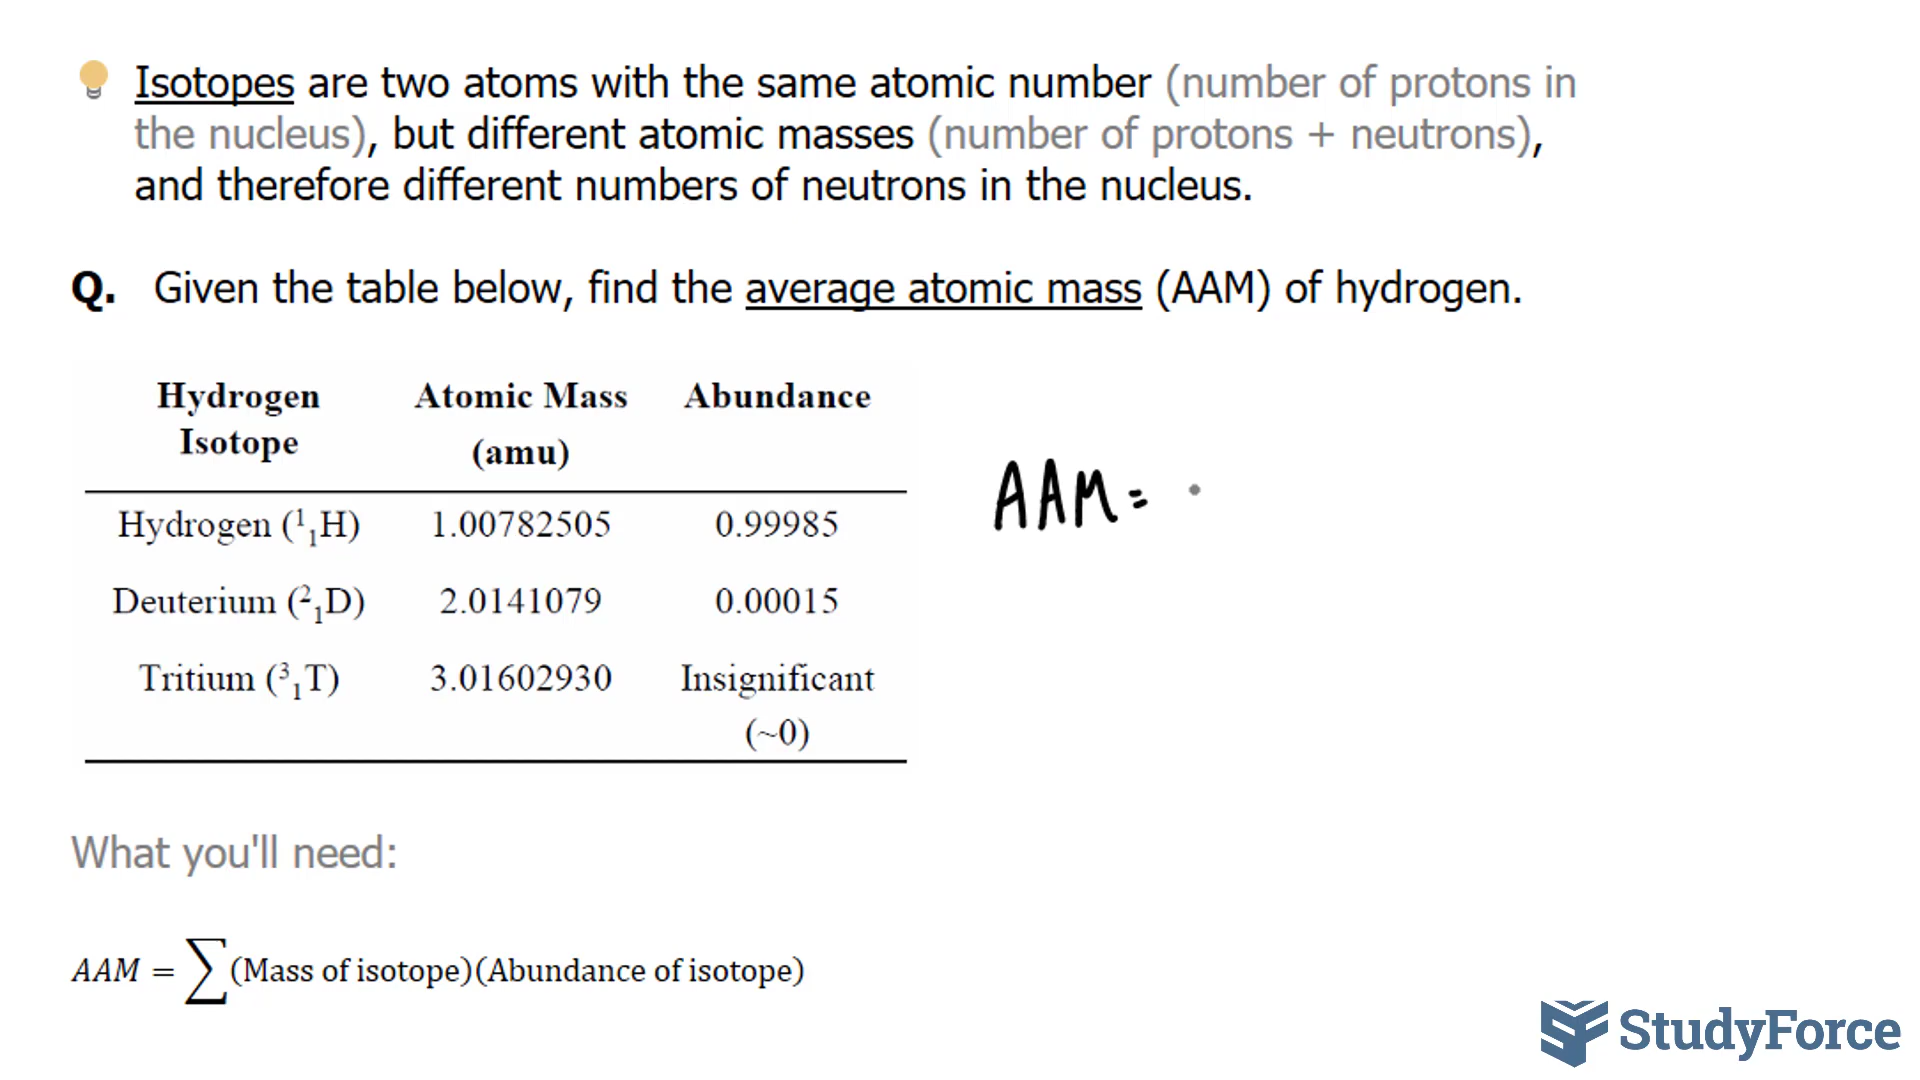 Isotopes are two atoms with the same atomic number (number of protons in
the nucleus), but different atomic masses (number of protons + neutrons),
and therefore different numbers of neutrons in the nucleus.
Q. Given the table below, find the average atomic mass (AAM) of hydrogen.
Hydrogen Isotope Atomic Mass (amu) Abundance
Hydrogen (¹₁H) 1.00782505 0.99985
Deuterium (²₁D) 2.0141079 0.00015
Tritium (³₁T) 3.01602930 Insignificant
(~0)
AAM=
What you'll need:
AAM = ∑(Mass of isotope)(Abundance of isotope)
StudyForce